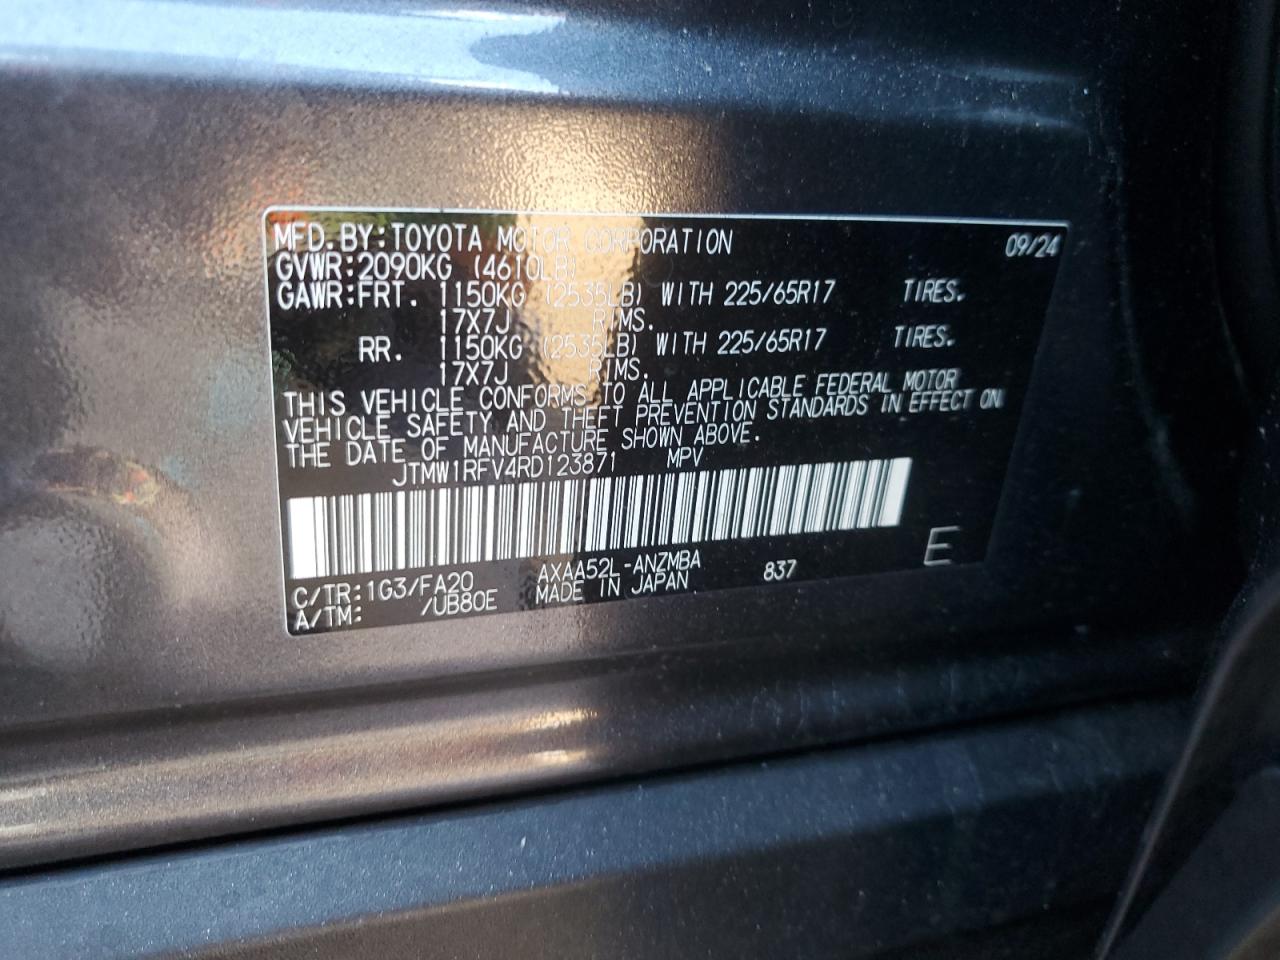 MFD.BY:TOYOTA MOTOR CORPORATION 09/24
GVWR:2090KG (4610LB)
GAWR:FRT. 1150KG (2535LB) WITH 225/65R17 TIRES.
17X7J RIMS.
RR. 1150KG (2535LB) WITH 225/65R17 TIRES.
17X7J RIMS.
THIS VEHICLE CONFORMS TO ALL APPLICABLE FEDERAL MOTOR
VEHICLE SAFETY AND THEFT PREVENTION STANDARDS IN EFFECT ON
THE DATE OF MANUFACTURE SHOWN ABOVE.
JTMW1RFV4RD123871 MPV
C/TR:1G3/FA20 AXAA52L-ANZMBA 837 E
A/TM: /UB80E MADE IN JAPAN